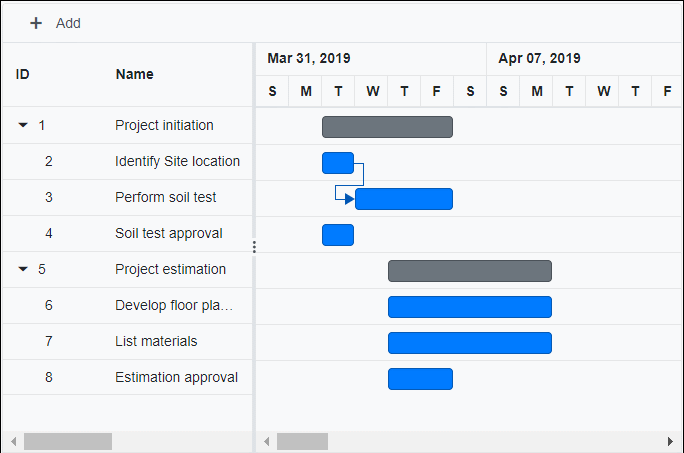 Add
ID Name Mar 31, 2019 Apr 07, 2019
S M T W T F S S M T W T F
1 Project initiation
2 Identify Site location
3 Perform soil test
4 Soil test approval
5 Project estimation
6 Develop floor pla...
7 List materials
8 Estimation approval